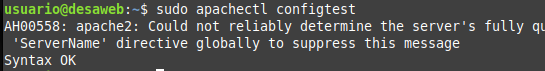 usuario@desaweb:~$ sudo apachectl configtest
AH00558: apache2: Could not reliably determine the server's fully qu
 'ServerName' directive globally to suppress this message
Syntax OK